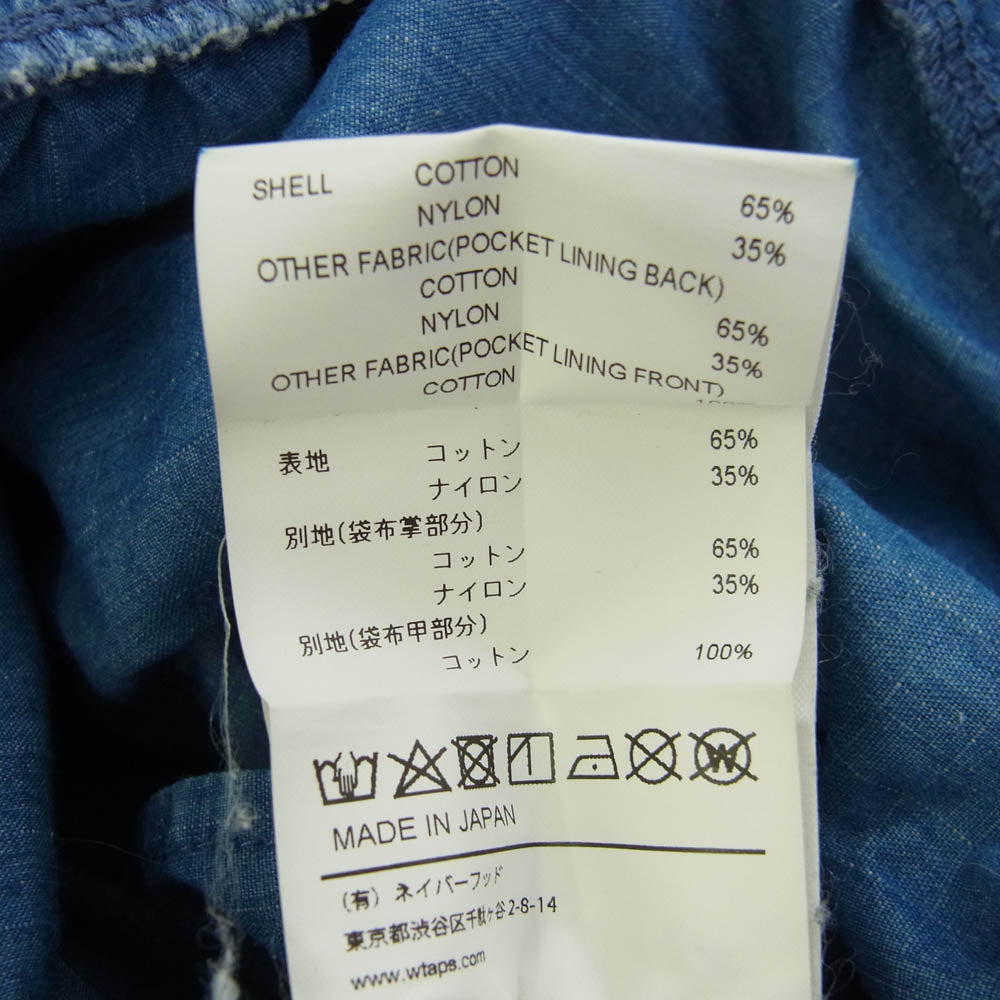 SHELL COTTON 65%
NYLON 35%
OTHER FABRIC(POCKET LINING BACK)
COTTON 65%
NYLON 35%
OTHER FABRIC(POCKET LINING FRONT)
COTTON 100%
表地 コットン 65%
ナイロン 35%
別地(袋布掌部分)
コットン 65%
ナイロン 35%
別地(袋布甲部分)
コットン 100%
W
MADE IN JAPAN
(有) ネイバーフッド
東京都渋谷区千駄ヶ谷2-8-14
www.wtaps.com